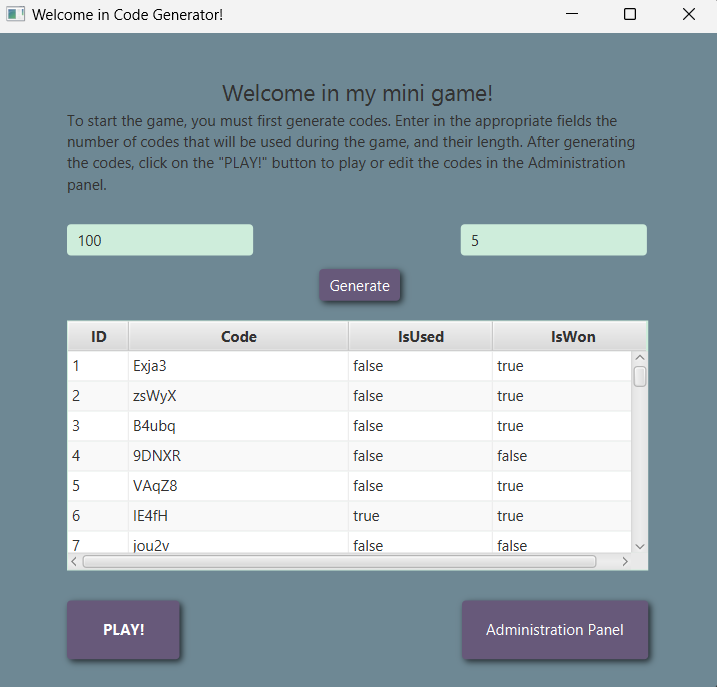 Welcome in Code Generator!
Welcome in my mini game!
To start the game, you must first generate codes. Enter in the appropriate fields the
number of codes that will be used during the game, and their length. After generating
the codes, click on the "PLAY!" button to play or edit the codes in the Administration
panel.
100 5
Generate
ID Code IsUsed IsWon
1 Exja3 false true
2 zsWyX false true
3 B4ubq false true
4 9DNXR false false
5 VAqZ8 false true
6 IE4fH true true
7 jou2v false false
PLAY! Administration Panel